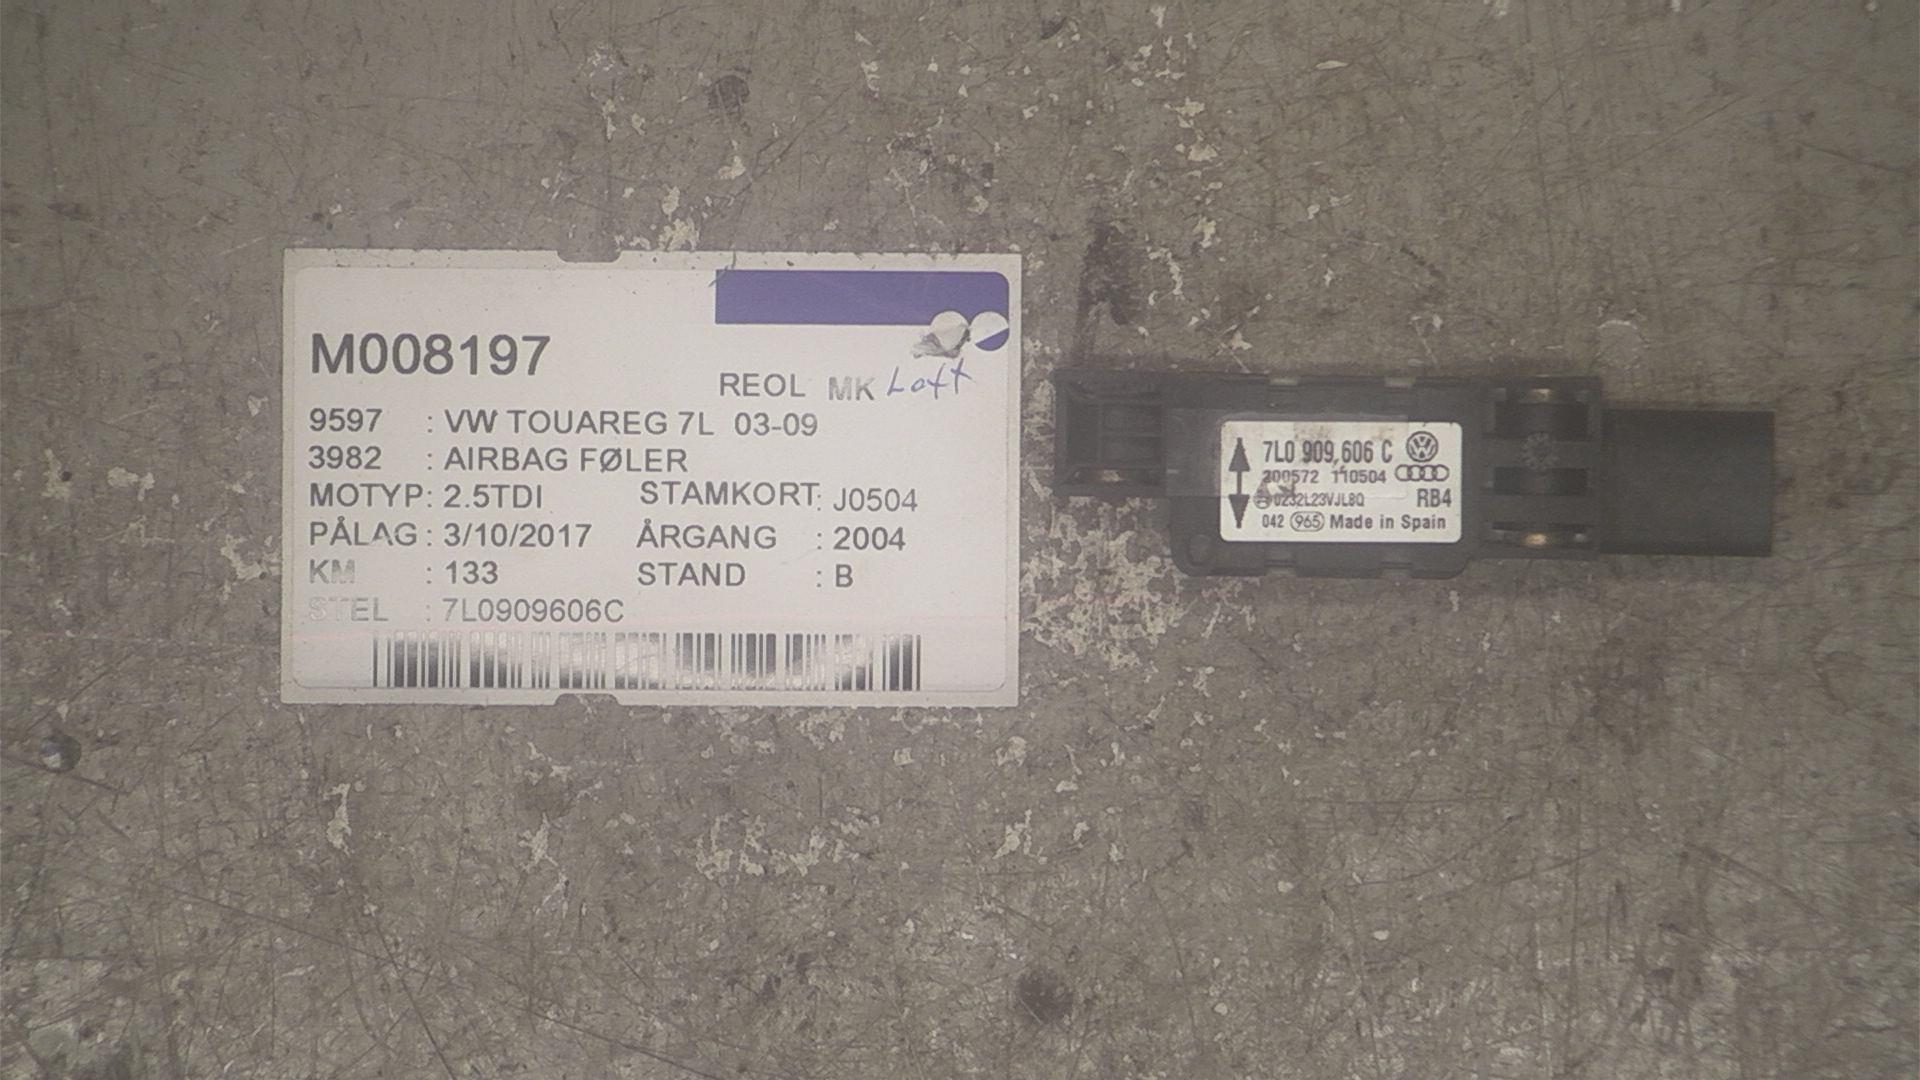 M008197
REOL MK Loft
9597 : VW TOUAREG 7L 03-09
3982 : AIRBAG FØLER
MOTYP: 2.5TDI STAMKORT: J0504
PÅLAG : 3/10/2017 ÅRGANG : 2004
KM : 133 STAND : B
STEL : 7L0909606C
7L0 909 606 C
200572 110504
0232L23VJL8Q RB4
042 965 Made in Spain